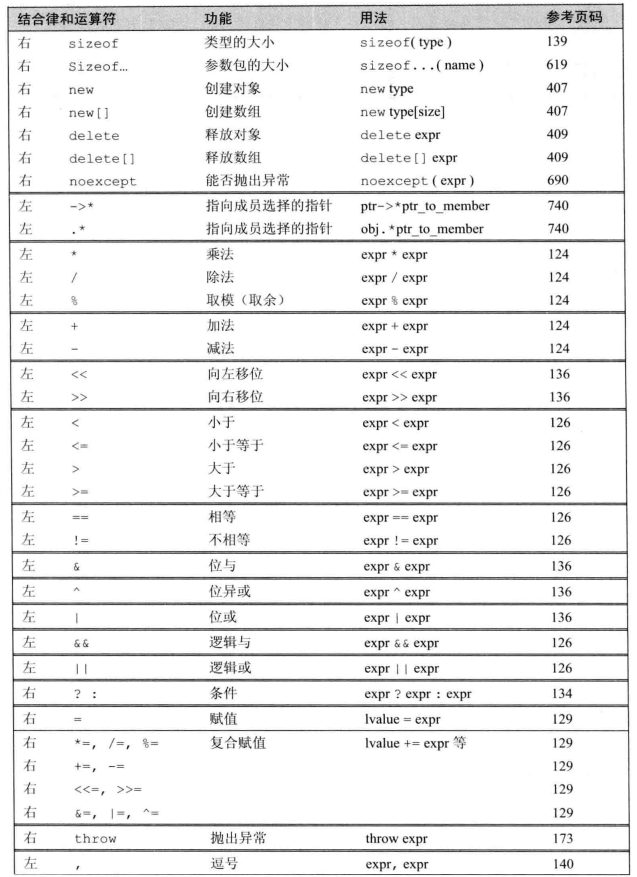 结合律和运算符 功能 用法 参考页码
右 sizeof 类型的大小 sizeof( type ) 139
右 Sizeof… 参数包的大小 sizeof...( name ) 619
右 new 创建对象 new type 407
右 new[] 创建数组 new type[size] 407
右 delete 释放对象 delete expr 409
右 delete[] 释放数组 delete[] expr 409
右 noexcept 能否抛出异常 noexcept ( expr ) 690
左 ->* 指向成员选择的指针 ptr->*ptr_to_member 740
左 .* 指向成员选择的指针 obj.*ptr_to_member 740
左 * 乘法 expr * expr 124
左 / 除法 expr / expr 124
左 % 取模（取余） expr % expr 124
左 + 加法 expr + expr 124
左 - 减法 expr - expr 124
左 << 向左移位 expr << expr 136
左 >> 向右移位 expr >> expr 136
左 < 小于 expr < expr 126
左 <= 小于等于 expr <= expr 126
左 > 大于 expr > expr 126
左 >= 大于等于 expr >= expr 126
左 == 相等 expr == expr 126
左 != 不相等 expr != expr 126
左 & 位与 expr & expr 136
左 ^ 位异或 expr ^ expr 136
左 | 位或 expr | expr 136
左 && 逻辑与 expr && expr 126
左 || 逻辑或 expr || expr 126
右 ? : 条件 expr ? expr : expr 134
右 = 赋值 lvalue = expr 129
右 *=, /=, %= 复合赋值 lvalue += expr 等 129
右 +=, -= 129
右 <<=, >>= 129
右 &=, |=, ^= 129
右 throw 抛出异常 throw expr 173
左 , 逗号 expr, expr 140